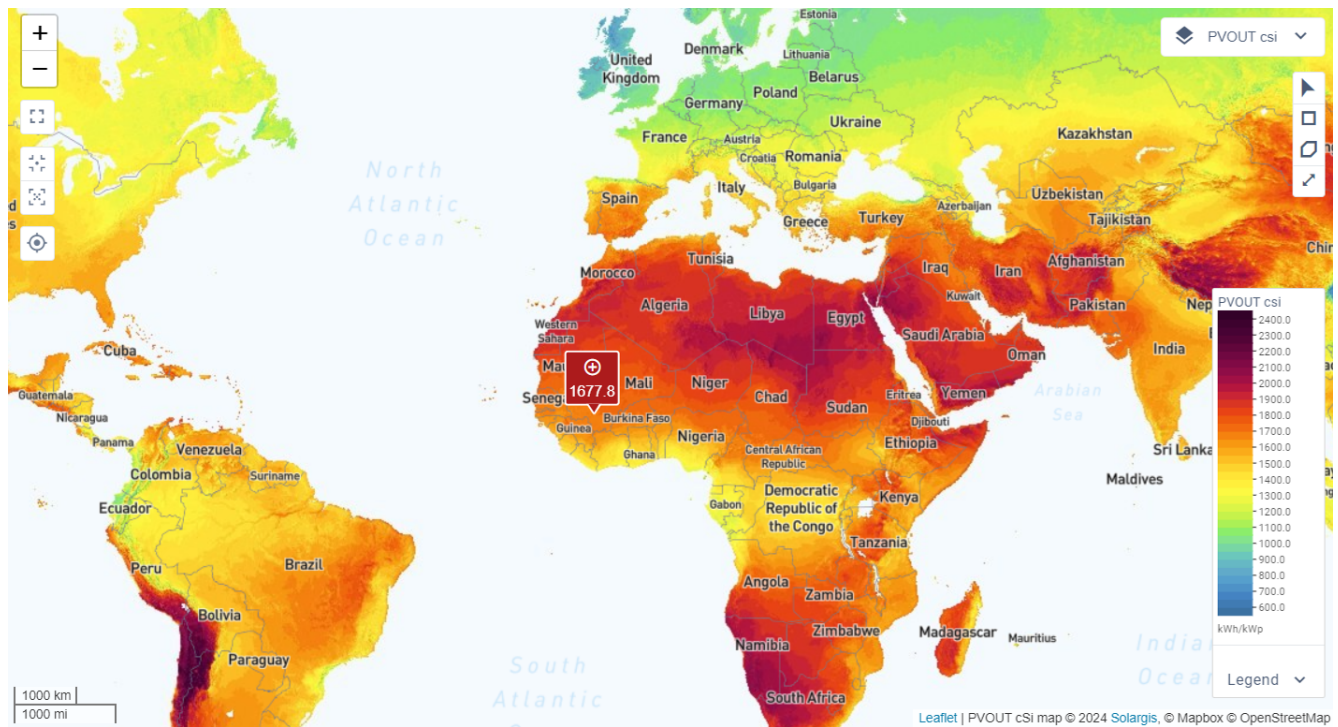 +
−
PVOUT csi
Estonia
Denmark
Lithuania
United
Kingdom
Belarus
Poland
Germany
Ukraine
France
Austria
Kazakhstan
Croatia
Romania
Italy
Bulgaria
Spain
Uzbekistan
Azerbaijan
Tajikistan
Greece
Turkey
North
Atlantic
Ocean
Tunisia
Morocco
Iraq
Iran
Afghanistan
Algeria
Libya
Egypt
Kuwait
Pakistan
Western
Sahara
Saudi Arabia
Oman
India
Cuba
Mali
Niger
Chad
Sudan
Eritrea
Yemen
Arabian
Sea
1677.8
Guatemala
Nicaragua
Panama
Guinea
Burkina Faso
Ghana
Nigeria
Central African
Republic
Djibouti
Ethiopia
Sri Lanka
Maldives
Venezuela
Colombia
Suriname
Ecuador
Gabon
Democratic
Republic of
the Congo
Kenya
Tanzania
Peru
Brazil
Angola
Zambia
Bolivia
Zimbabwe
Madagascar
Mauritius
Namibia
Paraguay
South Africa
South
Atlantic
PVOUT csi
2400.0
2300.0
2200.0
2100.0
2000.0
1900.0
1800.0
1700.0
1600.0
1500.0
1400.0
1300.0
1200.0
1100.0
1000.0
900.0
800.0
700.0
600.0
kWh/kWp
Legend
1000 km
1000 mi
Leaflet | PVOUT cSi map © 2024 Solargis, © Mapbox © OpenStreetMap